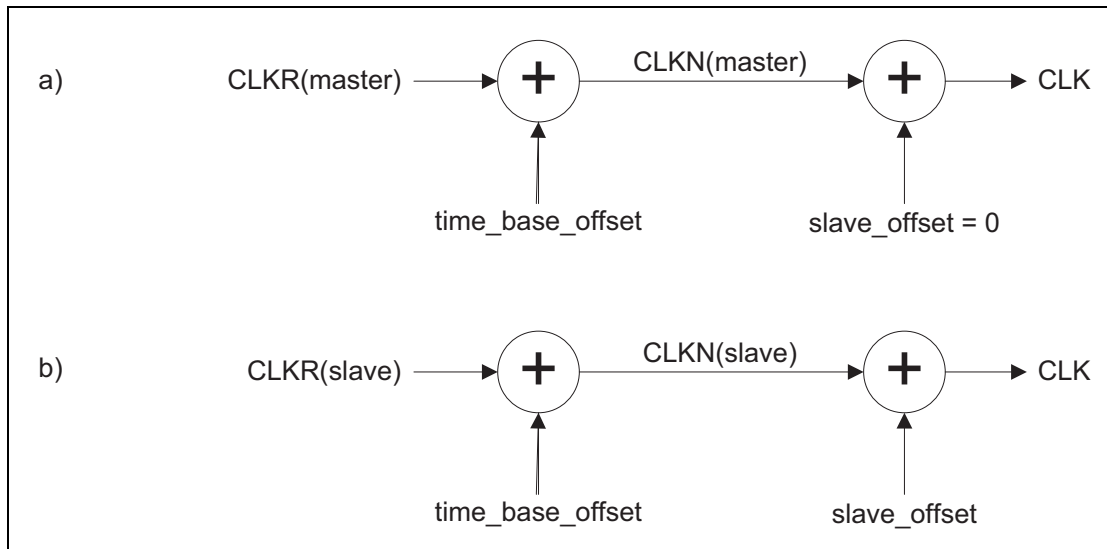 a)
CLKR(master)
+
CLKN(master)
+
CLK
time_base_offset
slave_offset = 0
b)
CLKR(slave)
+
CLKN(slave)
+
CLK
time_base_offset
slave_offset